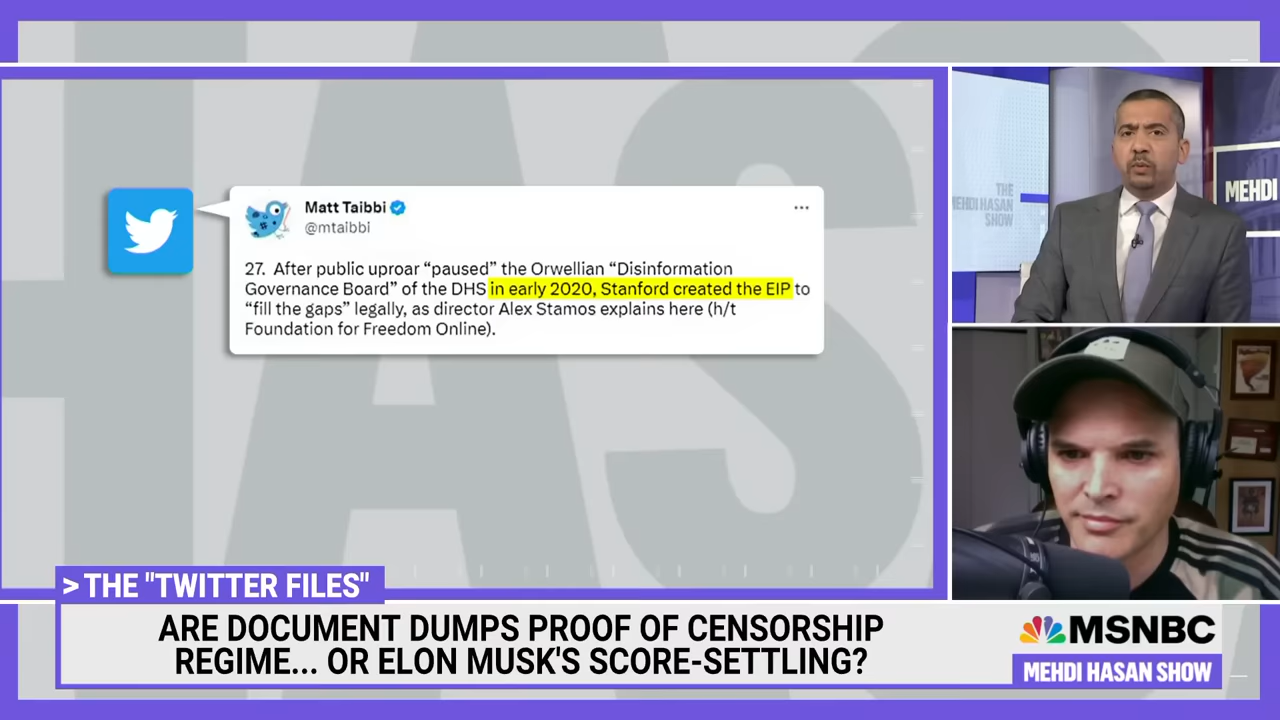 Matt Taibbi
@mtaibbi
27. After public uproar “paused” the Orwellian “Disinformation
Governance Board” of the DHS in early 2020, Stanford created the EIP to
“fill the gaps” legally, as director Alex Stamos explains here (h/t
Foundation for Freedom Online).
THE
MEHDI HASAN
SHOW
MEHDI
> THE "TWITTER FILES"
ARE DOCUMENT DUMPS PROOF OF CENSORSHIP
REGIME... OR ELON MUSK'S SCORE-SETTLING?
MSNBC
MEHDI HASAN SHOW
HAS